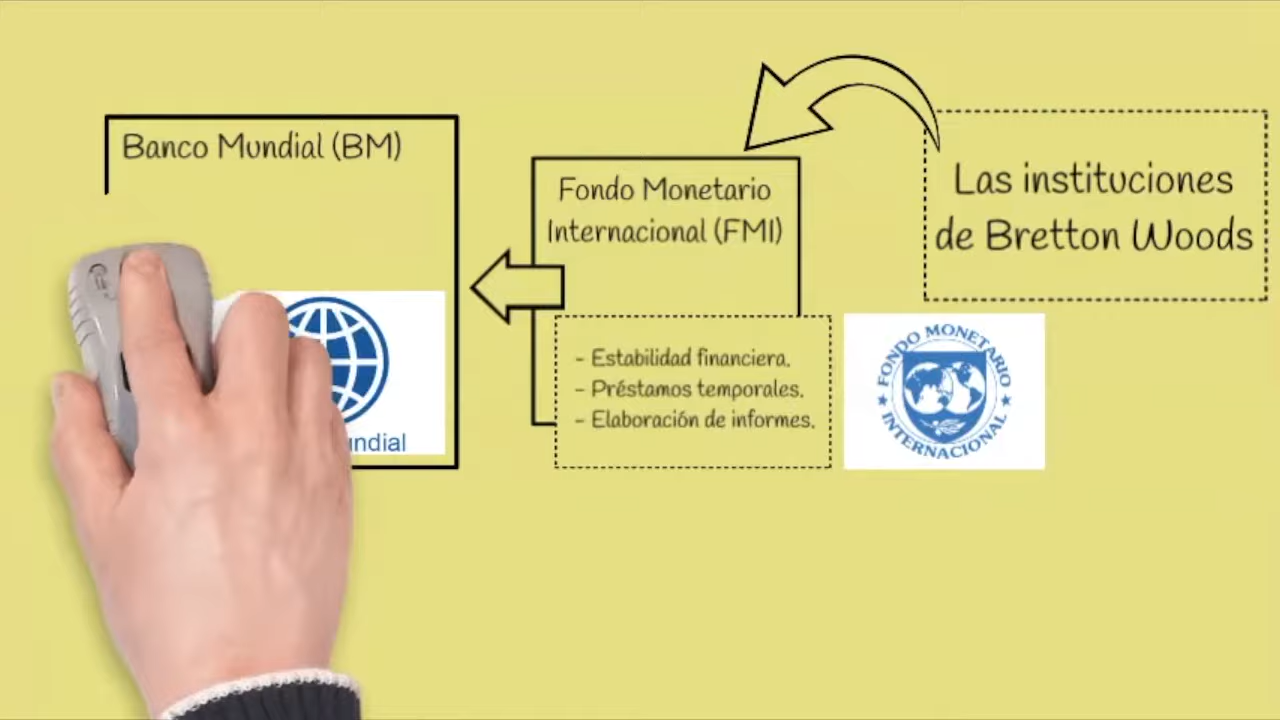 Banco Mundial (BM)
Fondo Monetario
Internacional (FMI)
Las instituciones
de Bretton Woods
- Estabilidad financiera.
- Préstamos temporales.
- Elaboración de informes.
FONDO MONETARIO
INTERNACIONAL